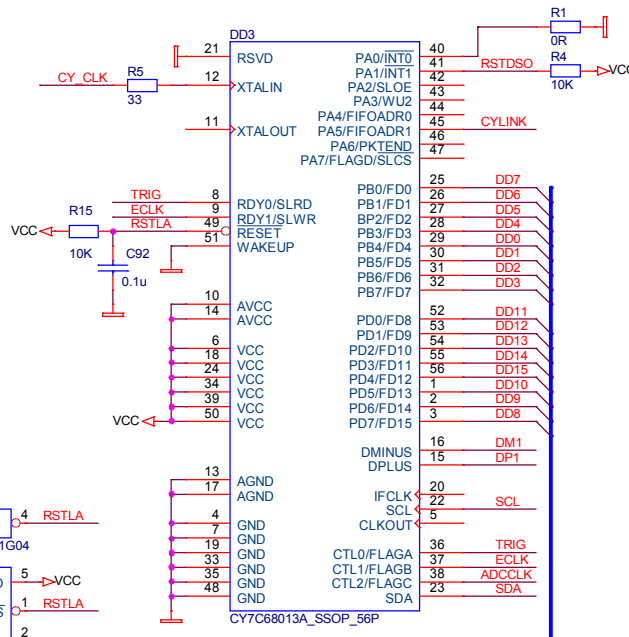 DD3
R1
0R
21 RSVD PA0/INT0 40
41
R4
CY_CLK R5 12 XTALIN PA1/INT1 RSTDSO VCC
33
10K
PA2/SLOE 42
PA3/WU2 43
PA4/FIFOADR0 44
11 XTALOUT PA5/FIFOADR1 45 CYLINK
PA6/PKTEND 46
PA7/FLAGD/SLCS 47
PB0/FD0 25 DD7
TRIG 8 RDY0/SLRD PB1/FD1 26 DD6
ECLK 9 RDY1/SLWR BP2/FD2 27 DD5
R15 RSTLA 49 RESET PB3/FD3 28 DD4
VCC 51 WAKEUP PB4/FD4 29 DD0
10K C92 PB5/FD5 30 DD1
PB6/FD6 31 DD2
0.1u PB7/FD7 32 DD3
10 AVCC
14 AVCC PD0/FD8 52 DD11
PD1/FD9 53 DD12
6 VCC PD2/FD10 54 DD13
18 VCC PD3/FD11 55 DD14
24 VCC PD4/FD12 56 DD15
34 VCC PD5/FD13 1 DD10
39 VCC PD6/FD14 2 DD9
VCC 50 VCC PD7/FD15 3 DD8
DMINUS 16 DM1
DPLUS 15 DP1
13 AGND
17 AGND IFCLK 20
SCL 22 SCL
4 RSTLA 4 GND CLKOUT 5
7 GND
1G04 19 GND CTL0/FLAGA 36 TRIG
33 GND CTL1/FLAGB 37 ECLK
5 VCC 35 GND CTL2/FLAGC 38 ADCCLK
48 GND SDA 23 SDA
S 1 RSTLA
CY7C68013A_SSOP_56P
2